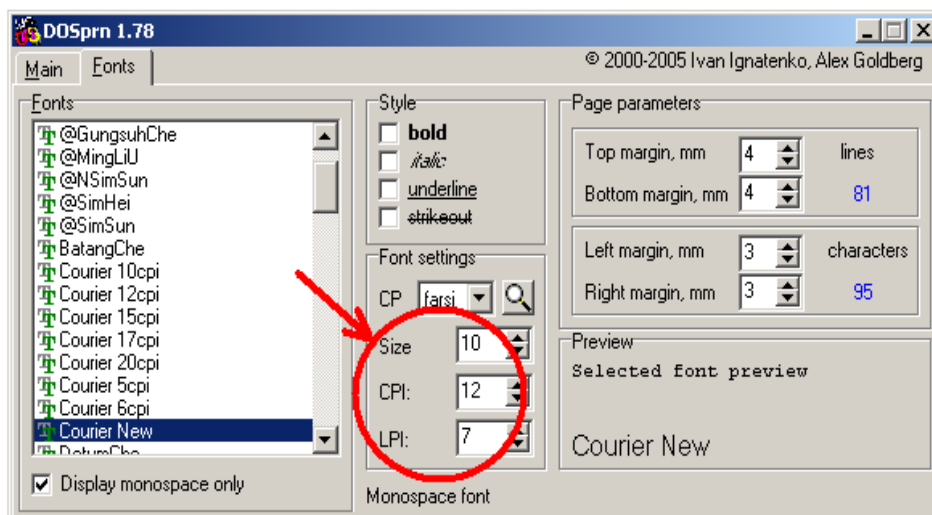 DOSprn 1.78
Main
Fonts
© 2000-2005 Ivan Ignatenko, Alex Goldberg
Fonts
@GungsuhChe
@MingLiU
@NSimSun
@SimHei
@SimSun
BatangChe
Courier 10cpi
Courier 12cpi
Courier 15cpi
Courier 17cpi
Courier 20cpi
Courier 5cpi
Courier 6cpi
Courier New
DotumChe
Display monospace only
Style
bold
italic
underline
strikeout
Font settings
CP farsi
Size 10
CPI: 12
LPI: 7
Monospace font
Page parameters
Top margin, mm 4 lines
Bottom margin, mm 4 81
Left margin, mm 3 characters
Right margin, mm 3 95
Preview
Selected font preview
Courier New